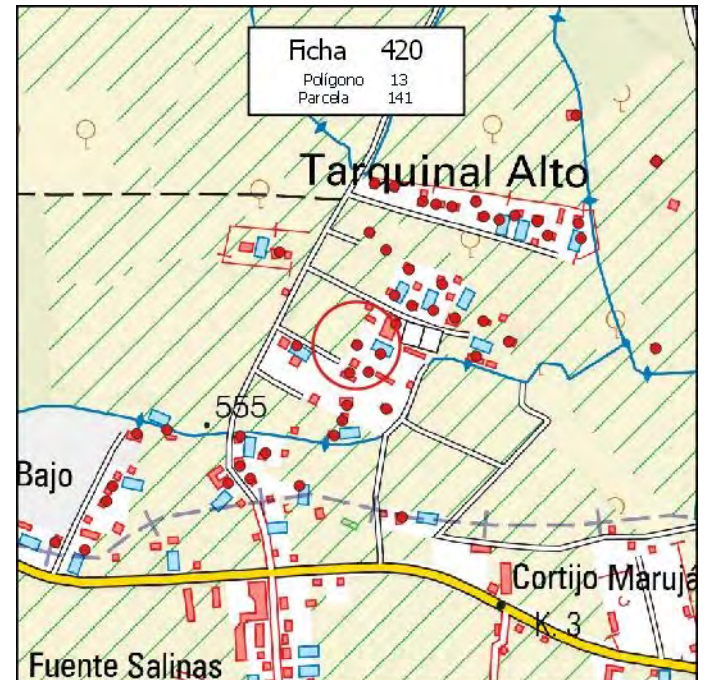 Ficha 420
Polígono 13
Parcela 141
Tarquinal Alto
555
Bajo
Cortijo Marujá
K. 3
Fuente Salinas